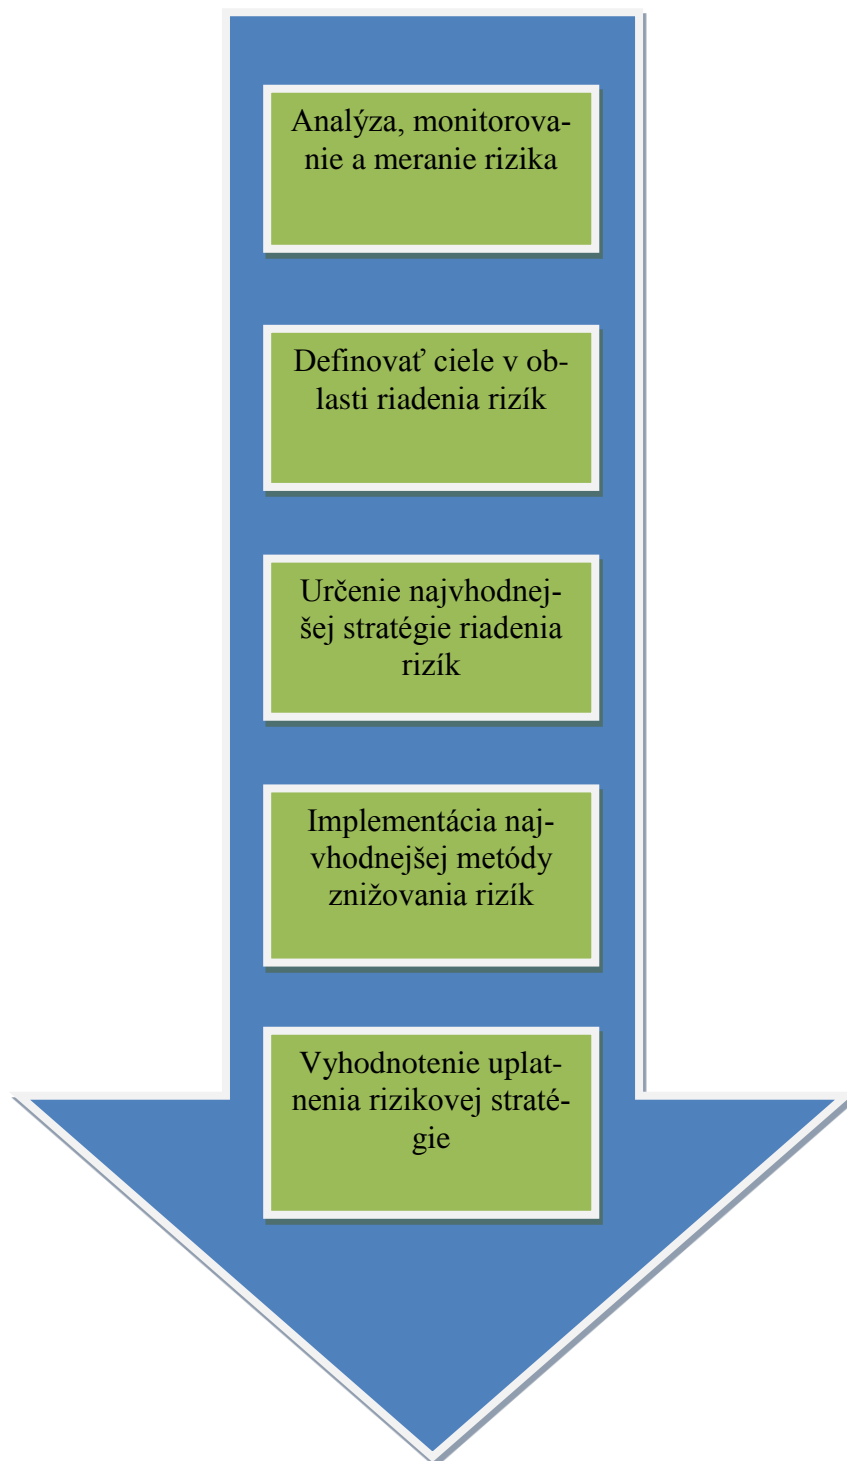 Analýza, monitorova-
nie a meranie rizika
Definovať ciele v ob-
lasti riadenia rizík
Určenie najvhodnej-
šej stratégie riadenia
rizík
Implementácia naj-
vhodnejšej metódy
znižovania rizík
Vyhodnotenie uplat-
nenia rizikovej straté-
gie